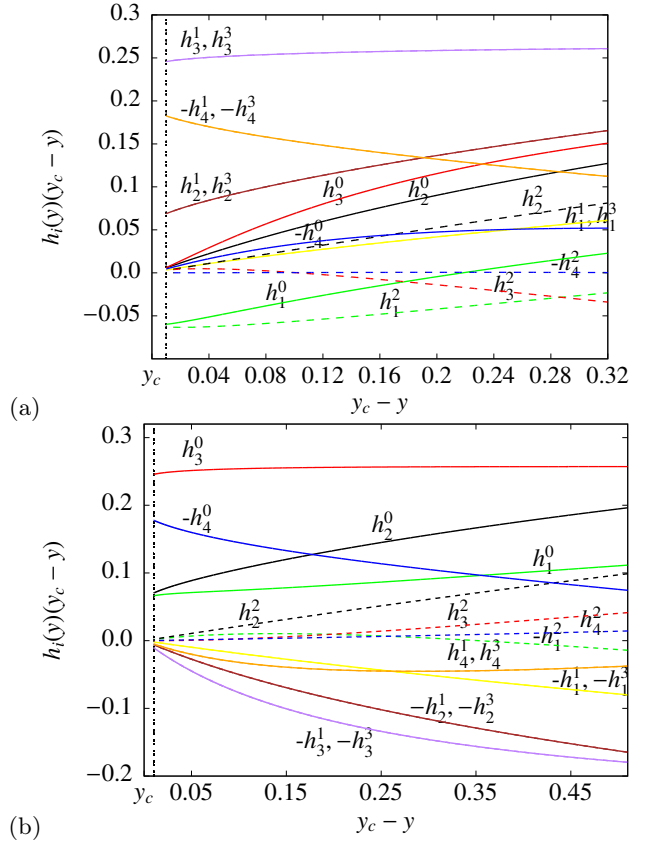 0.3
0.25
0.2
0.15
0.1
0.05
0.0
−0.05
h_i(y)(y_c − y)
h_3^1, h_3^3
-h_4^1, −h_4^3
h_2^1, h_2^3
h_3^0
h_2^0
h_2^2
h_1^1, h_1^3
-h_4^0
-h_4^2
h_1^0
h_1^2
h_3^2
y_c 0.04 0.08 0.12 0.16 0.2 0.24 0.28 0.32
(a)
y_c − y
0.3
0.2
0.1
0.0
−0.1
−0.2
h_i(y)(y_c − y)
h_3^0
-h_4^0
h_2^0
h_1^0
h_2^2
h_3^2
-h_1^2
h_4^2
h_4^1, h_4^3
-h_1^1, −h_1^3
−h_2^1, −h_2^3
-h_3^1, −h_3^3
y_c 0.05 0.15 0.25 0.35 0.45
(b)
y_c − y